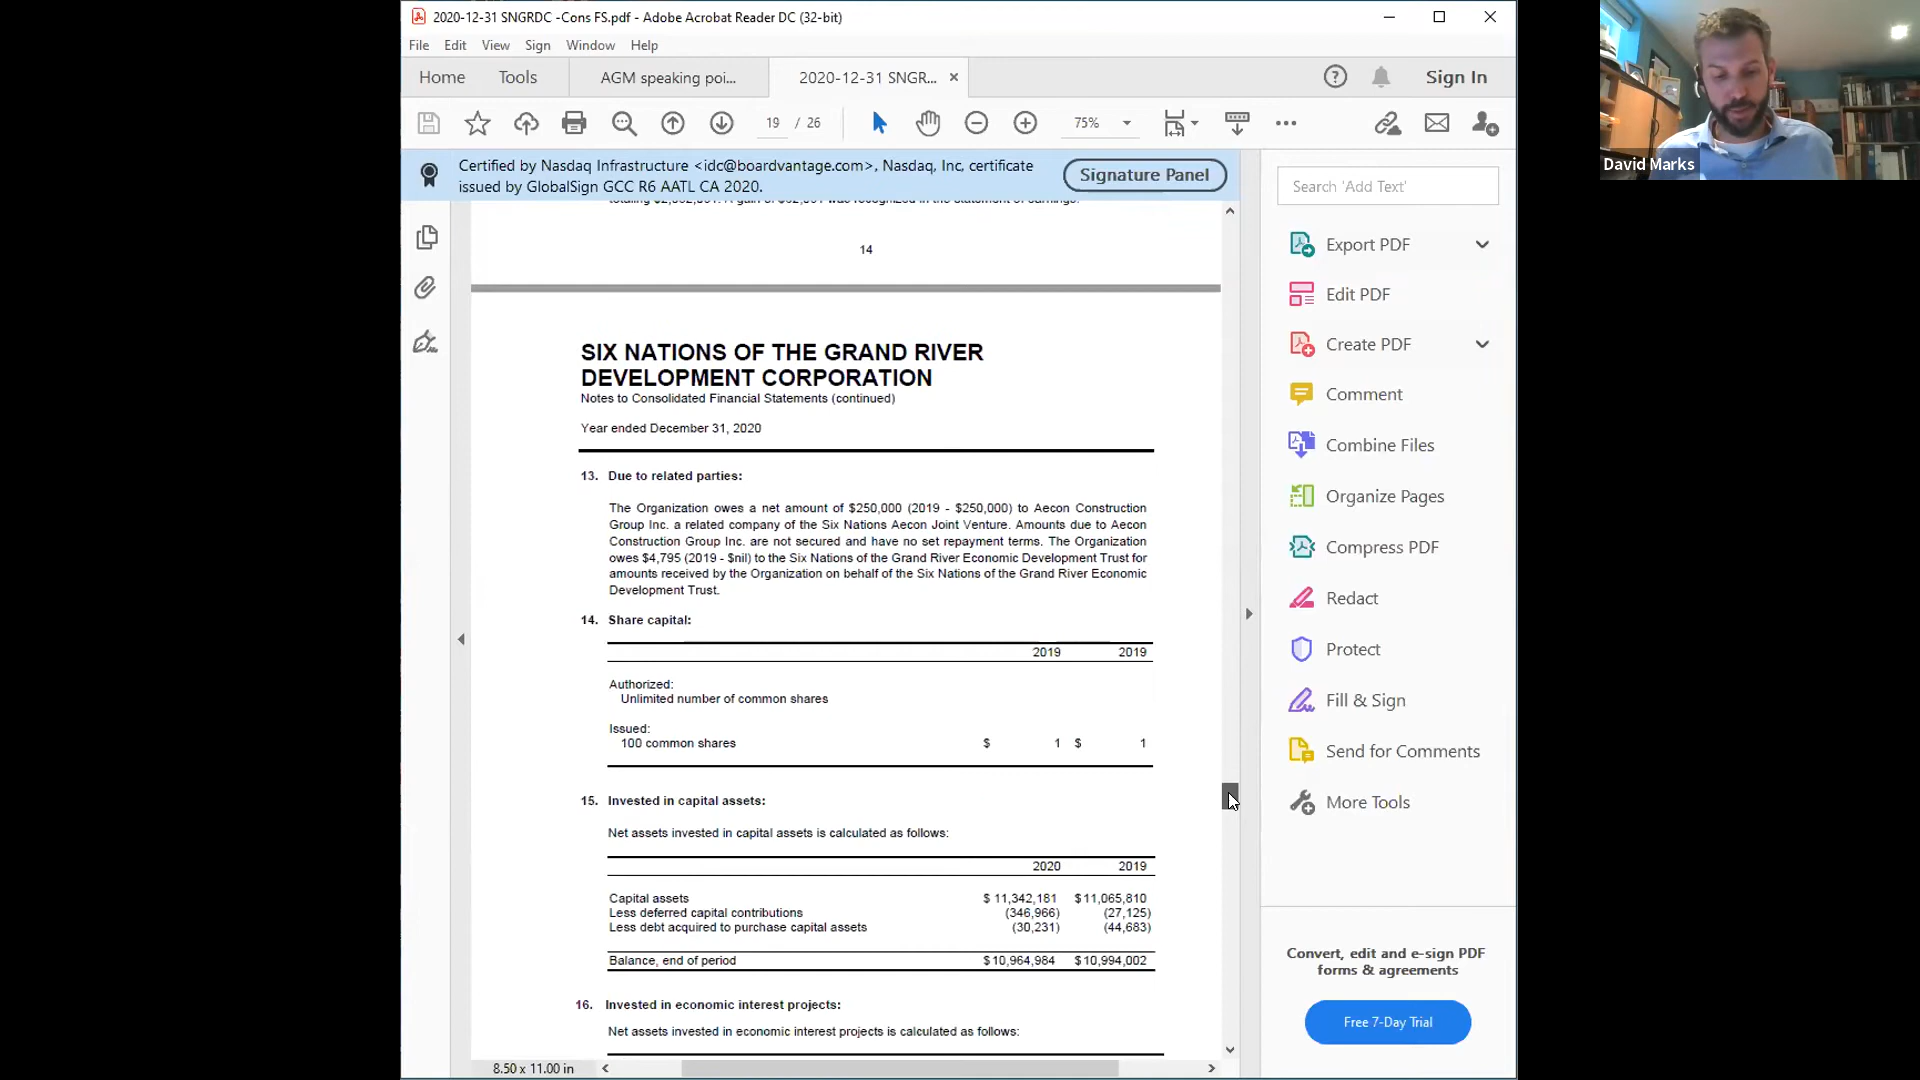 2020-12-31 SNGRDC -Cons FS.pdf - Adobe Acrobat Reader DC (32-bit)
File Edit View Sign Window Help
Home Tools AGM speaking poi... 2020-12-31 SNGR... × Sign In
19 / 26 75%
Certified by Nasdaq Infrastructure <idc@boardvantage.com>, Nasdaq, Inc, certificate
issued by GlobalSign GCC R6 AATL CA 2020.
Signature Panel
14
SIX NATIONS OF THE GRAND RIVER
DEVELOPMENT CORPORATION
Notes to Consolidated Financial Statements (continued)
Year ended December 31, 2020
13. Due to related parties:
The Organization owes a net amount of $250,000 (2019 - $250,000) to Aecon Construction
Group Inc. a related company of the Six Nations Aecon Joint Venture. Amounts due to Aecon
Construction Group Inc. are not secured and have no set repayment terms. The Organization
owes $4,795 (2019 - $nil) to the Six Nations of the Grand River Economic Development Trust for
amounts received by the Organization on behalf of the Six Nations of the Grand River Economic
Development Trust.
14. Share capital:
2019 2019
Authorized:
Unlimited number of common shares
Issued:
100 common shares $ 1 $ 1
15. Invested in capital assets:
Net assets invested in capital assets is calculated as follows:
2020 2019
Capital assets $ 11,342,181 $ 11,065,810
Less deferred capital contributions (346,966) (27,125)
Less debt acquired to purchase capital assets (30,231) (44,683)
Balance, end of period $ 10,964,984 $ 10,994,002
16. Invested in economic interest projects:
Net assets invested in economic interest projects is calculated as follows:
8.50 x 11.00 in
Search 'Add Text'
Export PDF
Edit PDF
Create PDF
Comment
Combine Files
Organize Pages
Compress PDF
Redact
Protect
Fill & Sign
Send for Comments
More Tools
Convert, edit and e-sign PDF
forms & agreements
Free 7-Day Trial
David Marks